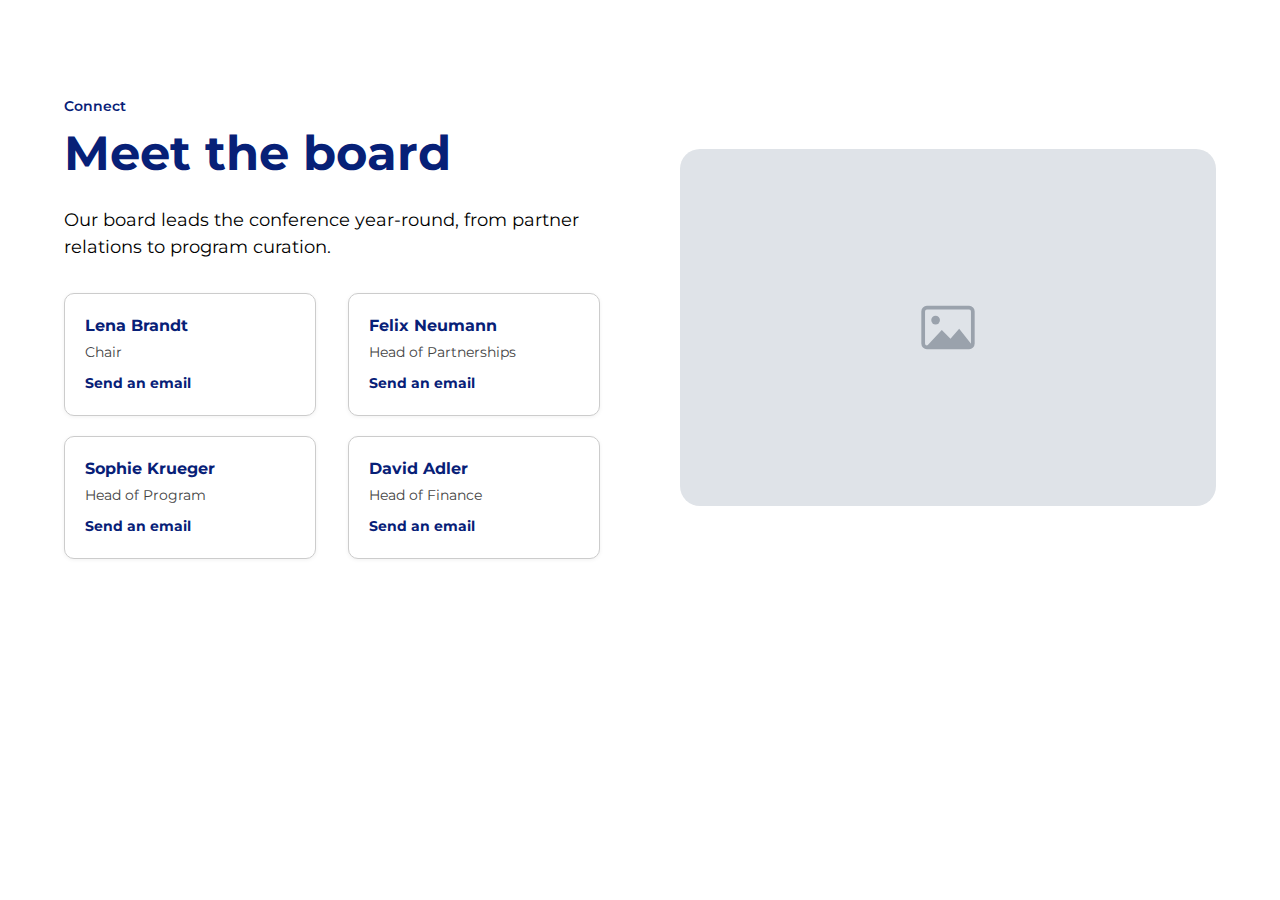 Connect
Meet the board
Our board leads the conference year-round, from partner
relations to program curation.
Lena Brandt
Chair
Send an email
Felix Neumann
Head of Partnerships
Send an email
Sophie Krueger
Head of Program
Send an email
David Adler
Head of Finance
Send an email